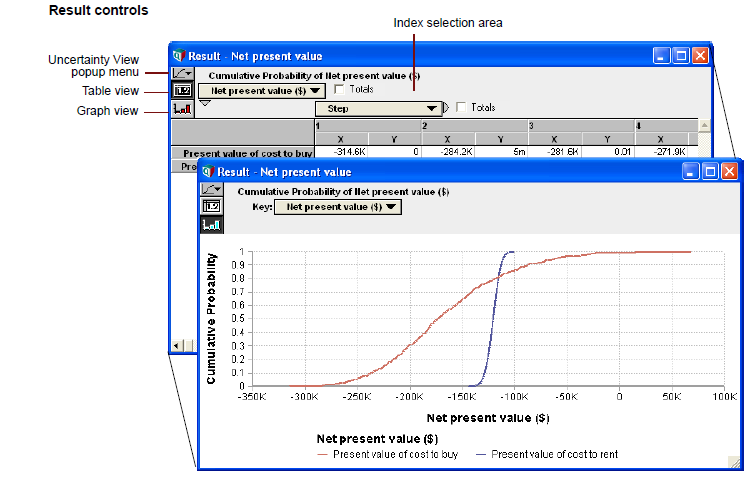 Result controls
Index selection area
Uncertainty View
popup menu
Table view
Graph view
Result - Net present value
Cumulative Probability of Net present value ($)
Net present value ($) Totals
Step Totals
1 2 3 4
X Y X Y X Y X
Present value of cost to buy -314.6K 0 -284.2K 5m -281.6K 0.01 -271.9K
Pre
Result - Net present value
Cumulative Probability of Net present value ($)
Key: Net present value ($)
Cumulative Probability
1
0.9
0.8
0.7
0.6
0.5
0.4
0.3
0.2
0.1
0
-350K -300K -250K -200K -150K -100K -50K 0 50K 100K
Net present value ($)
Net present value ($)
Present value of cost to buy Present value of cost to rent